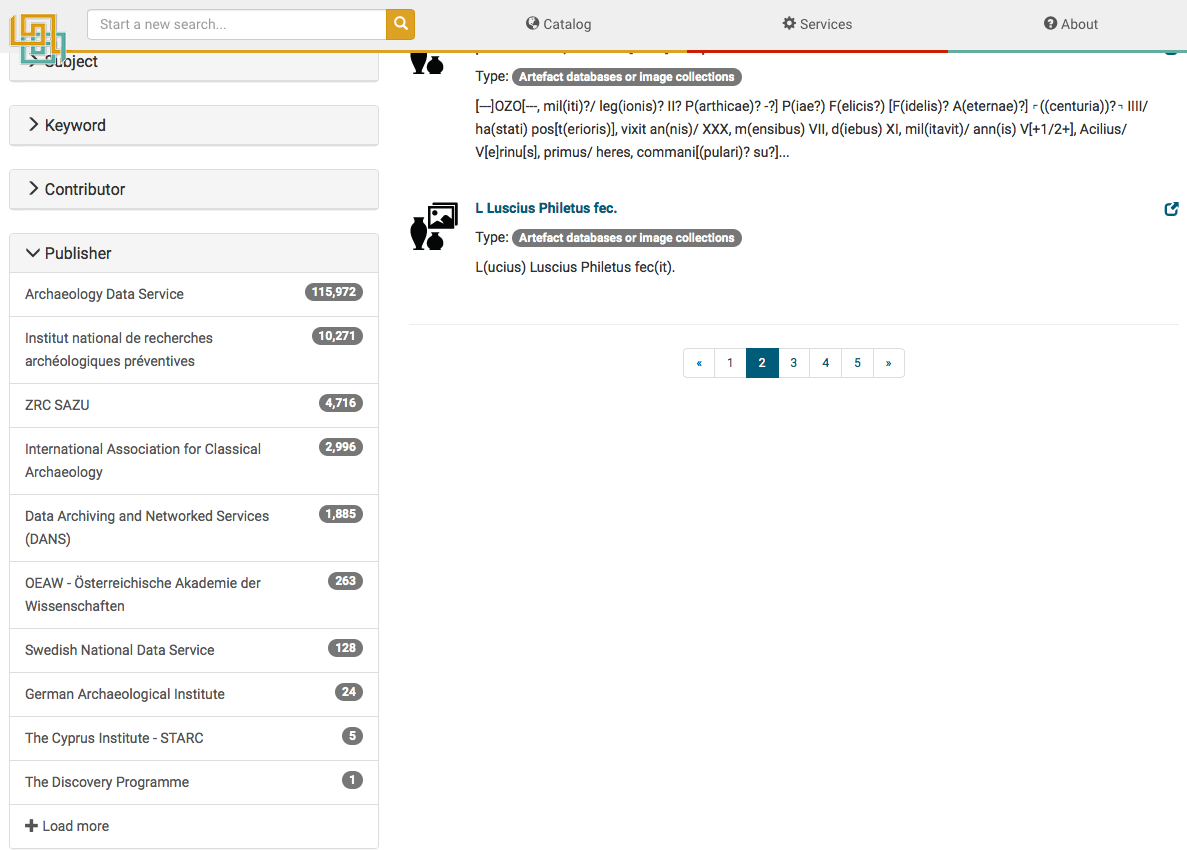 Start a new search...
Catalog
Services
About
Subject
Keyword
Contributor
Publisher
Archaeology Data Service 115,972
Institut national de recherches 10,271
archéologiques préventives
ZRC SAZU 4,716
International Association for Classical 2,996
Archaeology
Data Archiving and Networked Services 1,885
(DANS)
OEAW - Österreichische Akademie der 263
Wissenschaften
Swedish National Data Service 128
German Archaeological Institute 24
The Cyprus Institute - STARC 5
The Discovery Programme 1
Load more
Type: Artefact databases or image collections
[---]OZO[---, mil(iti)?/ leg(ionis)? II? P(arthicae)? -?] P(iae?) F(elicis?) [F(idelis)? A(eternae)?] ⌜((centuria))?¬ IIII/
ha(stati) pos[t(erioris)], vixit an(nis)/ XXX, m(ensibus) VII, d(iebus) XI, mil(itavit)/ ann(is) V[+1/2+], Acilius/
V[e]rinu[s], primus/ heres, commani[(pulari)? su?]...
L Luscius Philetus fec.
Type: Artefact databases or image collections
L(ucius) Luscius Philetus fec(it).
« 1 2 3 4 5 »